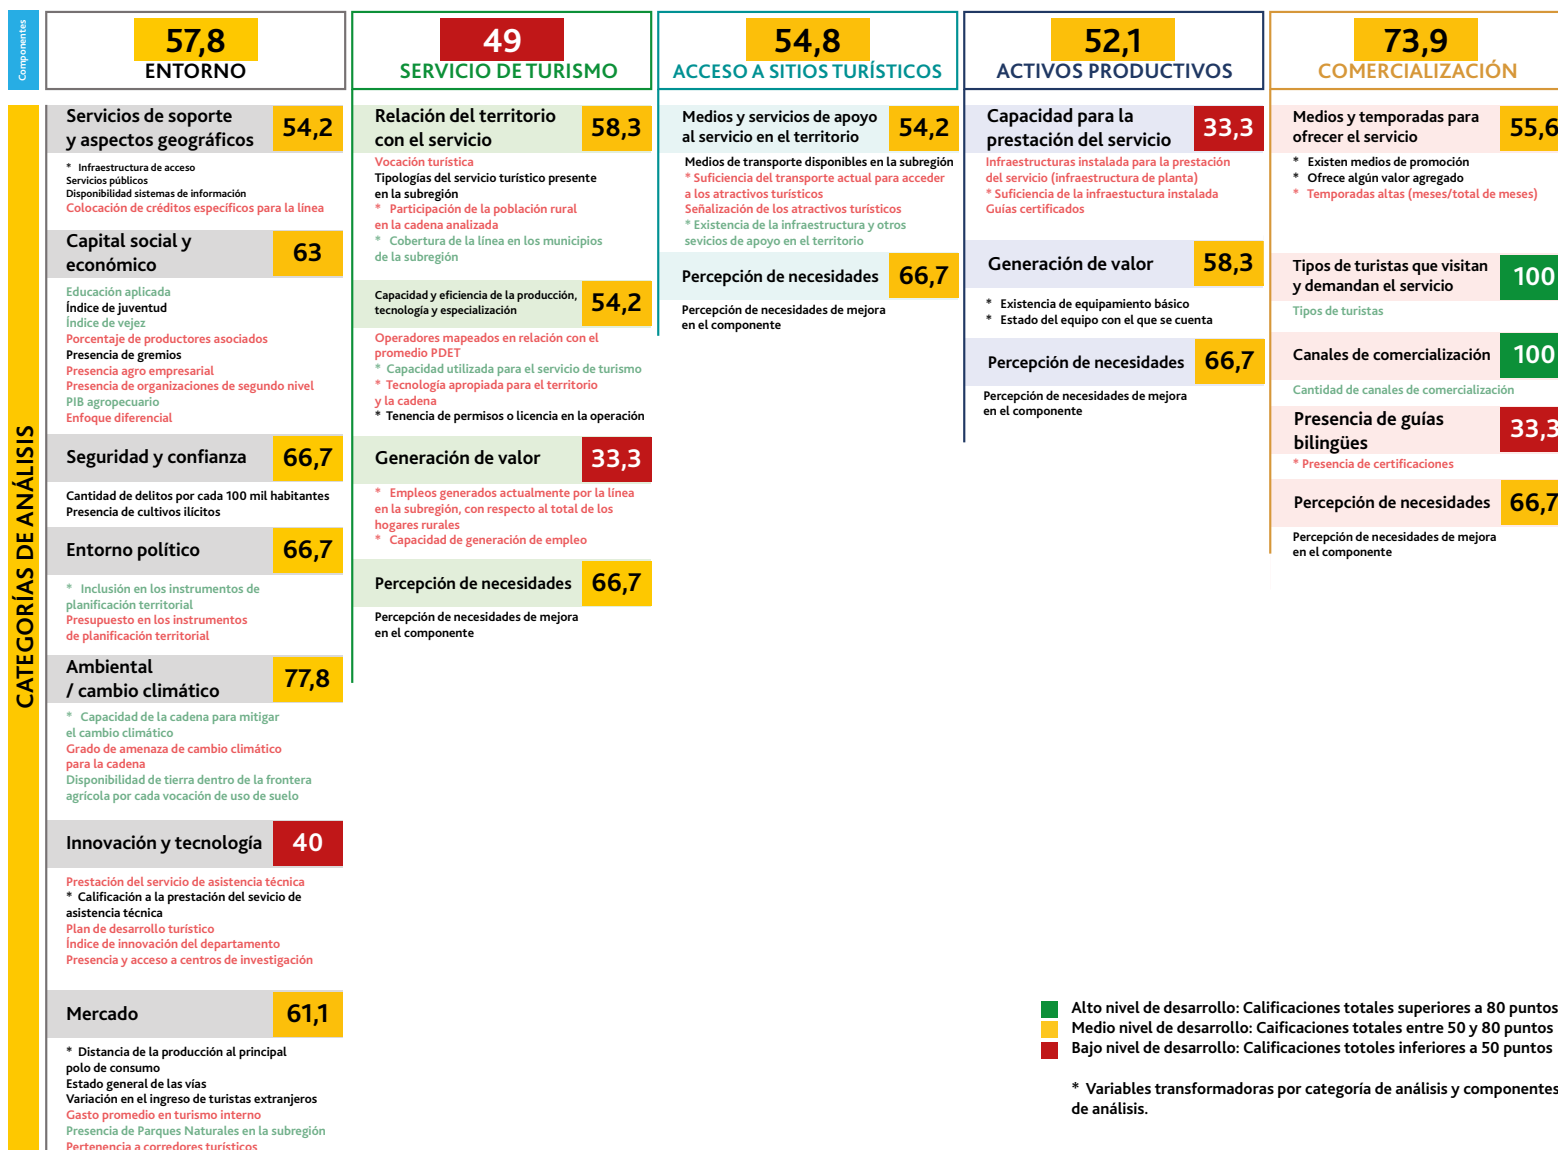 Componentes
57,8
ENTORNO
49
SERVICIO DE TURISMO
54,8
ACCESO A SITIOS TURÍSTICOS
52,1
ACTIVOS PRODUCTIVOS
73,9
COMERCIALIZACIÓN
CATEGORÍAS DE ANÁLISIS
Servicios de soporte
y aspectos geográficos
54,2
* Infraestructura de acceso
Servicios públicos
Disponibilidad sistemas de información
Colocación de créditos específicos para la línea
Capital social y
económico
63
Educación aplicada
Índice de juventud
Índice de vejez
Porcentaje de productores asociados
Presencia de gremios
Presencia agro empresarial
Presencia de organizaciones de segundo nivel
PIB agropecuario
Enfoque diferencial
Seguridad y confianza
66,7
Cantidad de delitos por cada 100 mil habitantes
Presencia de cultivos ilícitos
Entorno político
66,7
* Inclusión en los instrumentos de
planificación territorial
Presupuesto en los instrumentos
de planificación territorial
Ambiental
/ cambio climático
77,8
* Capacidad de la cadena para mitigar
el cambio climático
Grado de amenaza de cambio climático
para la cadena
Disponibilidad de tierra dentro de la frontera
agrícola por cada vocación de uso de suelo
Innovación y tecnología
40
Prestación del servicio de asistencia técnica
* Calificación a la prestación del sevicio de
asistencia técnica
Plan de desarrollo turístico
Índice de innovación del departamento
Presencia y acceso a centros de investigación
Mercado
61,1
* Distancia de la producción al principal
polo de consumo
Estado general de las vías
Variación en el ingreso de turistas extranjeros
Gasto promedio en turismo interno
Presencia de Parques Naturales en la subregión
Pertenencia a corredores turísticos
Relación del territorio
con el servicio
58,3
Vocación turística
Tipologías del servicio turístico presente
en la subregión
* Participación de la población rural
en la cadena analizada
* Cobertura de la línea en los municipios
de la subregión
Capacidad y eficiencia de la producción,
tecnología y especialización
54,2
Operadores mapeados en relación con el
promedio PDET
* Capacidad utilizada para el servicio de turismo
* Tecnología apropiada para el territorio
y la cadena
* Tenencia de permisos o licencia en la operación
Generación de valor
33,3
* Empleos generados actualmente por la línea
en la subregión, con respecto al total de los
hogares rurales
* Capacidad de generación de empleo
Percepción de necesidades
66,7
Percepción de necesidades de mejora
en el componente
Medios y servicios de apoyo
al servicio en el territorio
54,2
Medios de transporte disponibles en la subregión
* Suficiencia del transporte actual para acceder
a los atractivos turísticos
Señalización de los atractivos turísticos
* Existencia de la infraestructura y otros
sevicios de apoyo en el territorio
Percepción de necesidades
66,7
Percepción de necesidades de mejora
en el componente
Capacidad para la
prestación del servicio
33,3
Infraestructuras instalada para la prestación
del servicio (infraestructura de planta)
* Suficiencia de la infaestuctura instalada
Guías certificados
Generación de valor
58,3
* Existencia de equipamiento básico
* Estado del equipo con el que se cuenta
Percepción de necesidades
66,7
Percepción de necesidades de mejora
en el componente
Medios y temporadas para
ofrecer el servicio
55,6
* Existen medios de promoción
* Ofrece algún valor agregado
* Temporadas altas (meses/total de meses)
Tipos de turistas que visitan
y demandan el servicio
100
Tipos de turistas
Canales de comercialización
100
Cantidad de canales de comercialización
Presencia de guías
bilingües
33,3
* Presencia de certificaciones
Percepción de necesidades
66,7
Percepción de necesidades de mejora
en el componente
Alto nivel de desarrollo: Calificaciones totales superiores a 80 puntos
Medio nivel de desarrollo: Caificaciones totales entre 50 y 80 puntos
Bajo nivel de desarrollo: Calificaciones totoles inferiores a 50 puntos
* Variables transformadoras por categoría de análisis y componentes
de análisis.